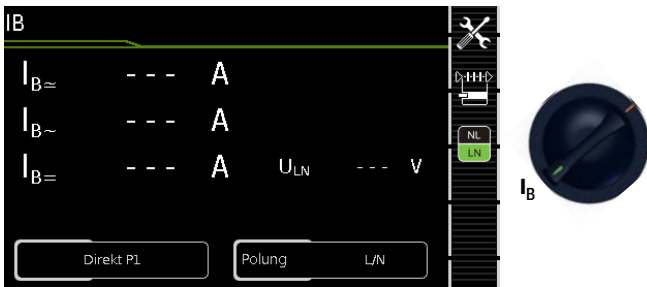 IB
IB≂ - - - A
IB~ - - - A
IB= - - - A ULN - - - V
Direkt P1 Polung L/N
NL
LN
IB